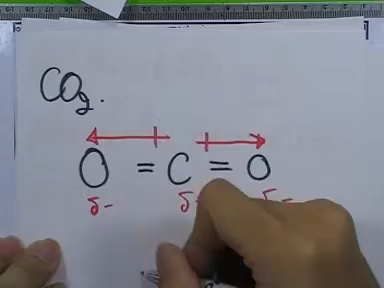 CO₂.
O = C = O
δ- δ δ-